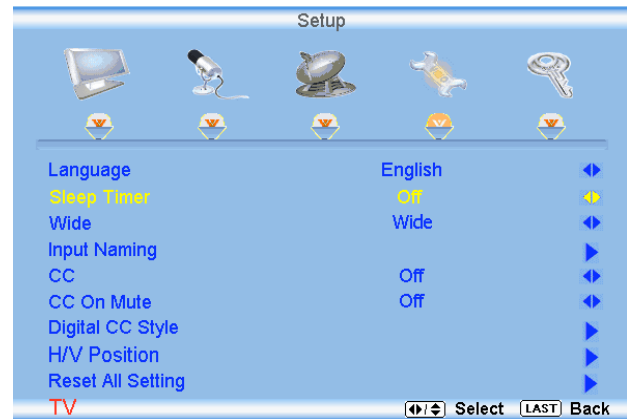 Setup
Language English
Sleep Timer Off
Wide Wide
Input Naming
CC Off
CC On Mute Off
Digital CC Style
H/V Position
Reset All Setting
TV Select LAST Back